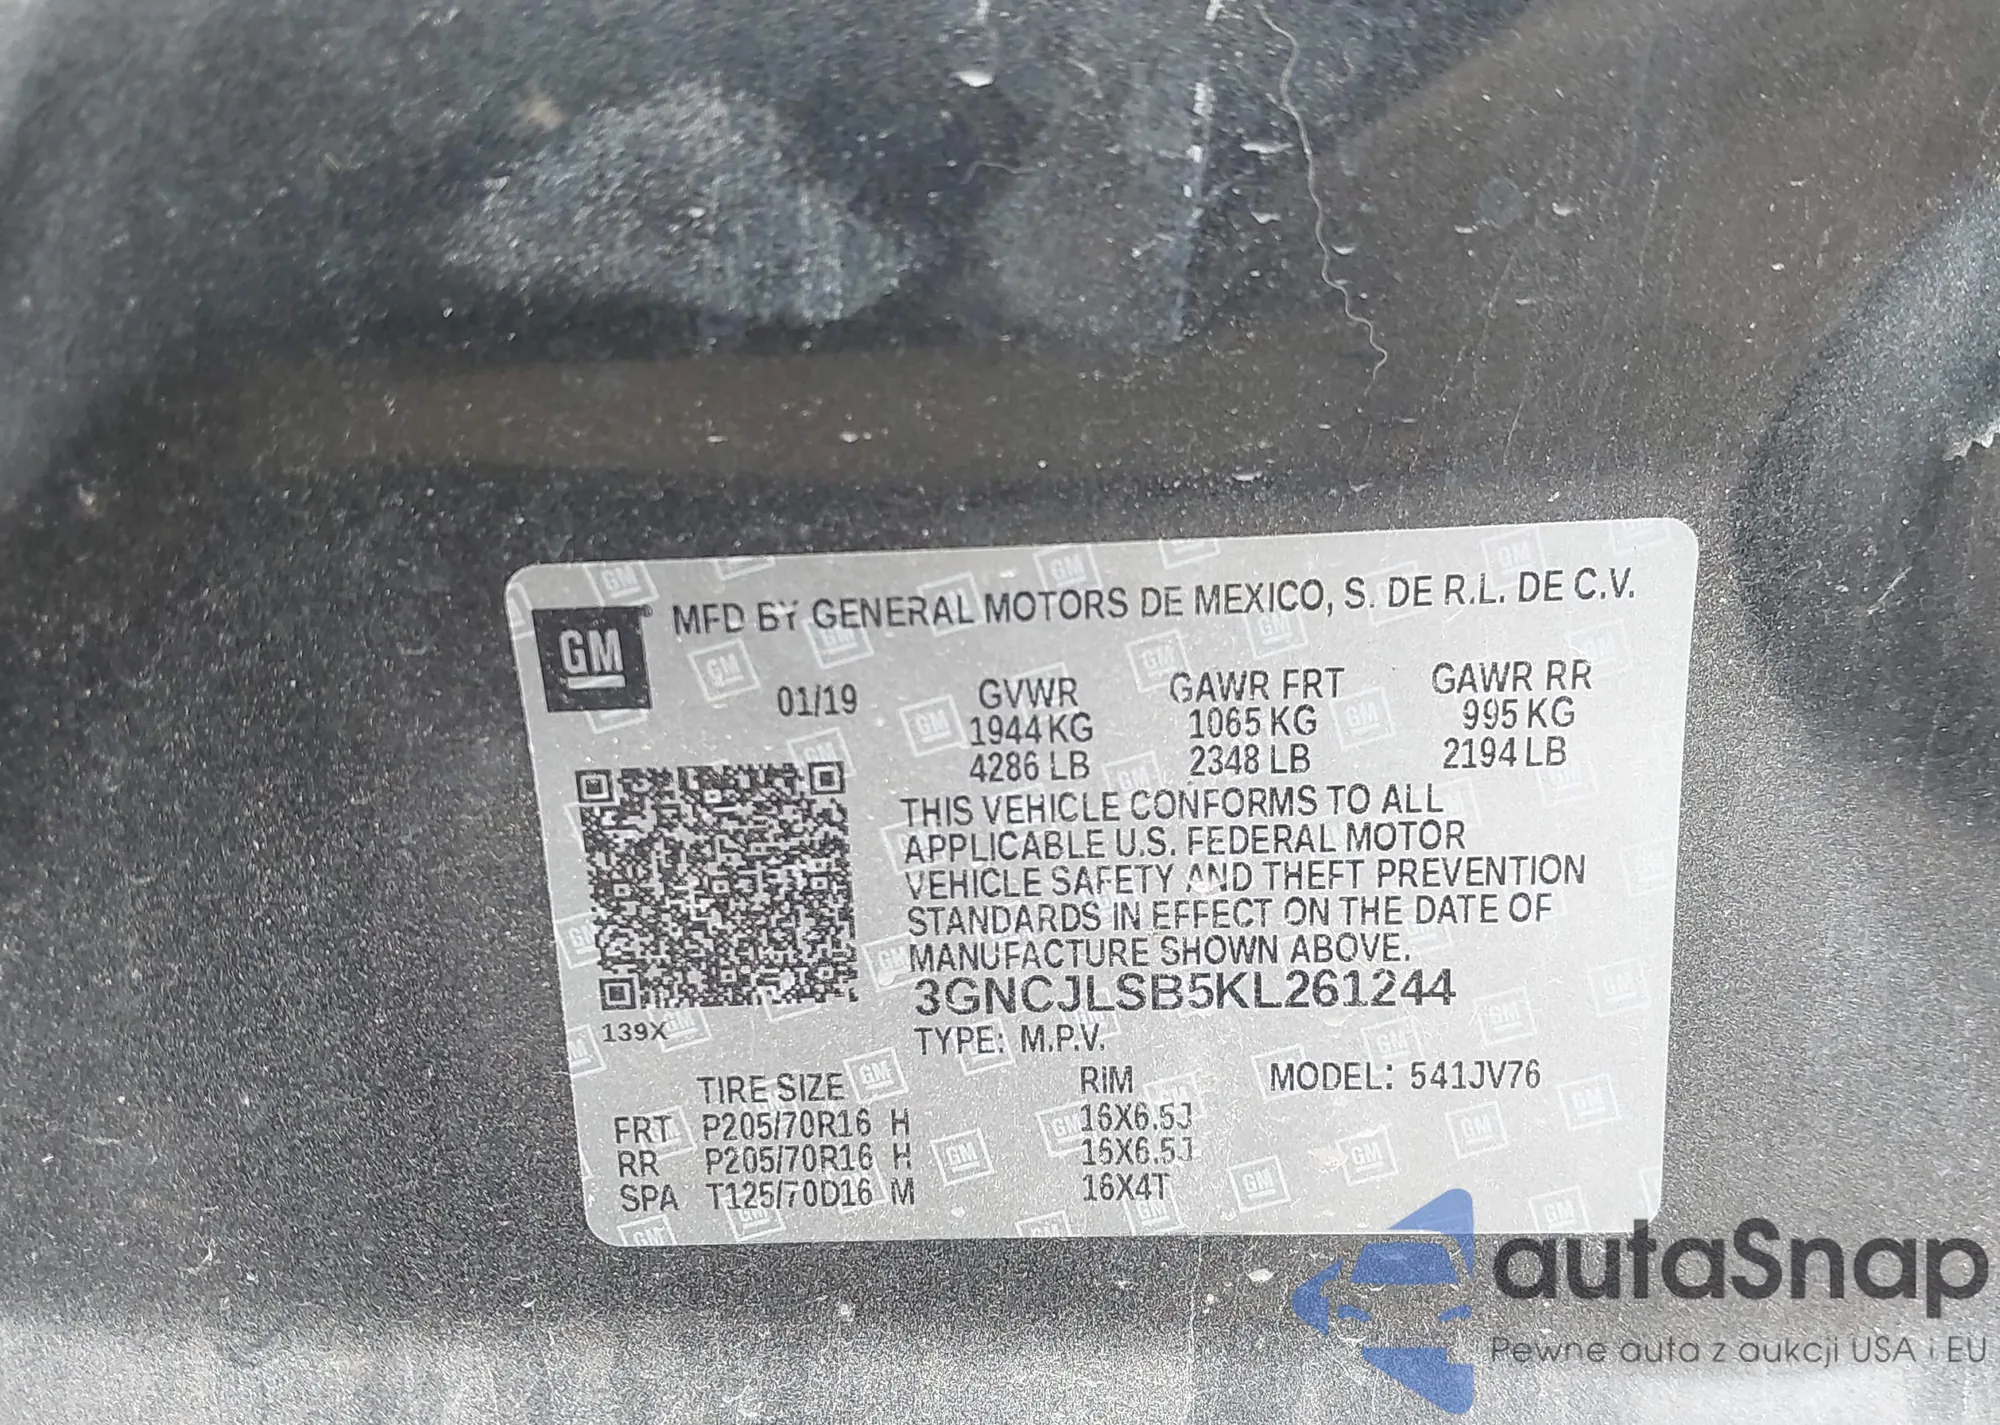 GM
MFD BY GENERAL MOTORS DE MEXICO, S. DE R.L. DE C.V.
01/19 GVWR GAWR FRT GAWR RR
1944 KG 1065 KG 995 KG
4286 LB 2348 LB 2194 LB
THIS VEHICLE CONFORMS TO ALL
APPLICABLE U.S. FEDERAL MOTOR
VEHICLE SAFETY AND THEFT PREVENTION
STANDARDS IN EFFECT ON THE DATE OF
MANUFACTURE SHOWN ABOVE.
3GNCJLSB5KL261244
139X
TYPE: M.P.V.
TIRE SIZE RIM MODEL: 541JV76
FRT P205/70R16 H 16X6.5J
RR P205/70R16 H 16X6.5J
SPA T125/70D16 M 16X4T
autaSnap
Pewne auta z aukcji USA i EU